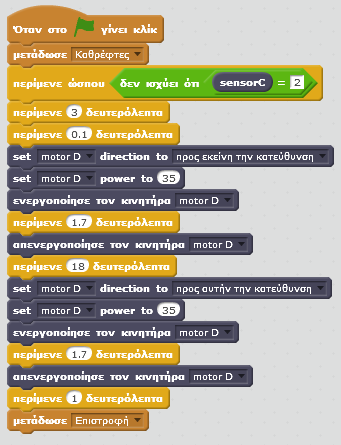 Όταν στο γίνει κλίκ
μετάδωσε Καθρέφτες
περίμενε ώσπου δεν ισχύει ότι sensorC = 2
περίμενε 3 δευτερόλεπτα
περίμενε 0.1 δευτερόλεπτα
set motor D direction to προς εκείνη την κατεύθυνση
set motor D power to 35
ενεργοποίησε τον κινητήρα motor D
περίμενε 1.7 δευτερόλεπτα
απενεργοποίησε τον κινητήρα motor D
περίμενε 18 δευτερόλεπτα
set motor D direction to προς αυτήν την κατεύθυνση
set motor D power to 35
ενεργοποίησε τον κινητήρα motor D
περίμενε 1.7 δευτερόλεπτα
απενεργοποίησε τον κινητήρα motor D
περίμενε 1 δευτερόλεπτα
μετάδωσε Επιστροφή